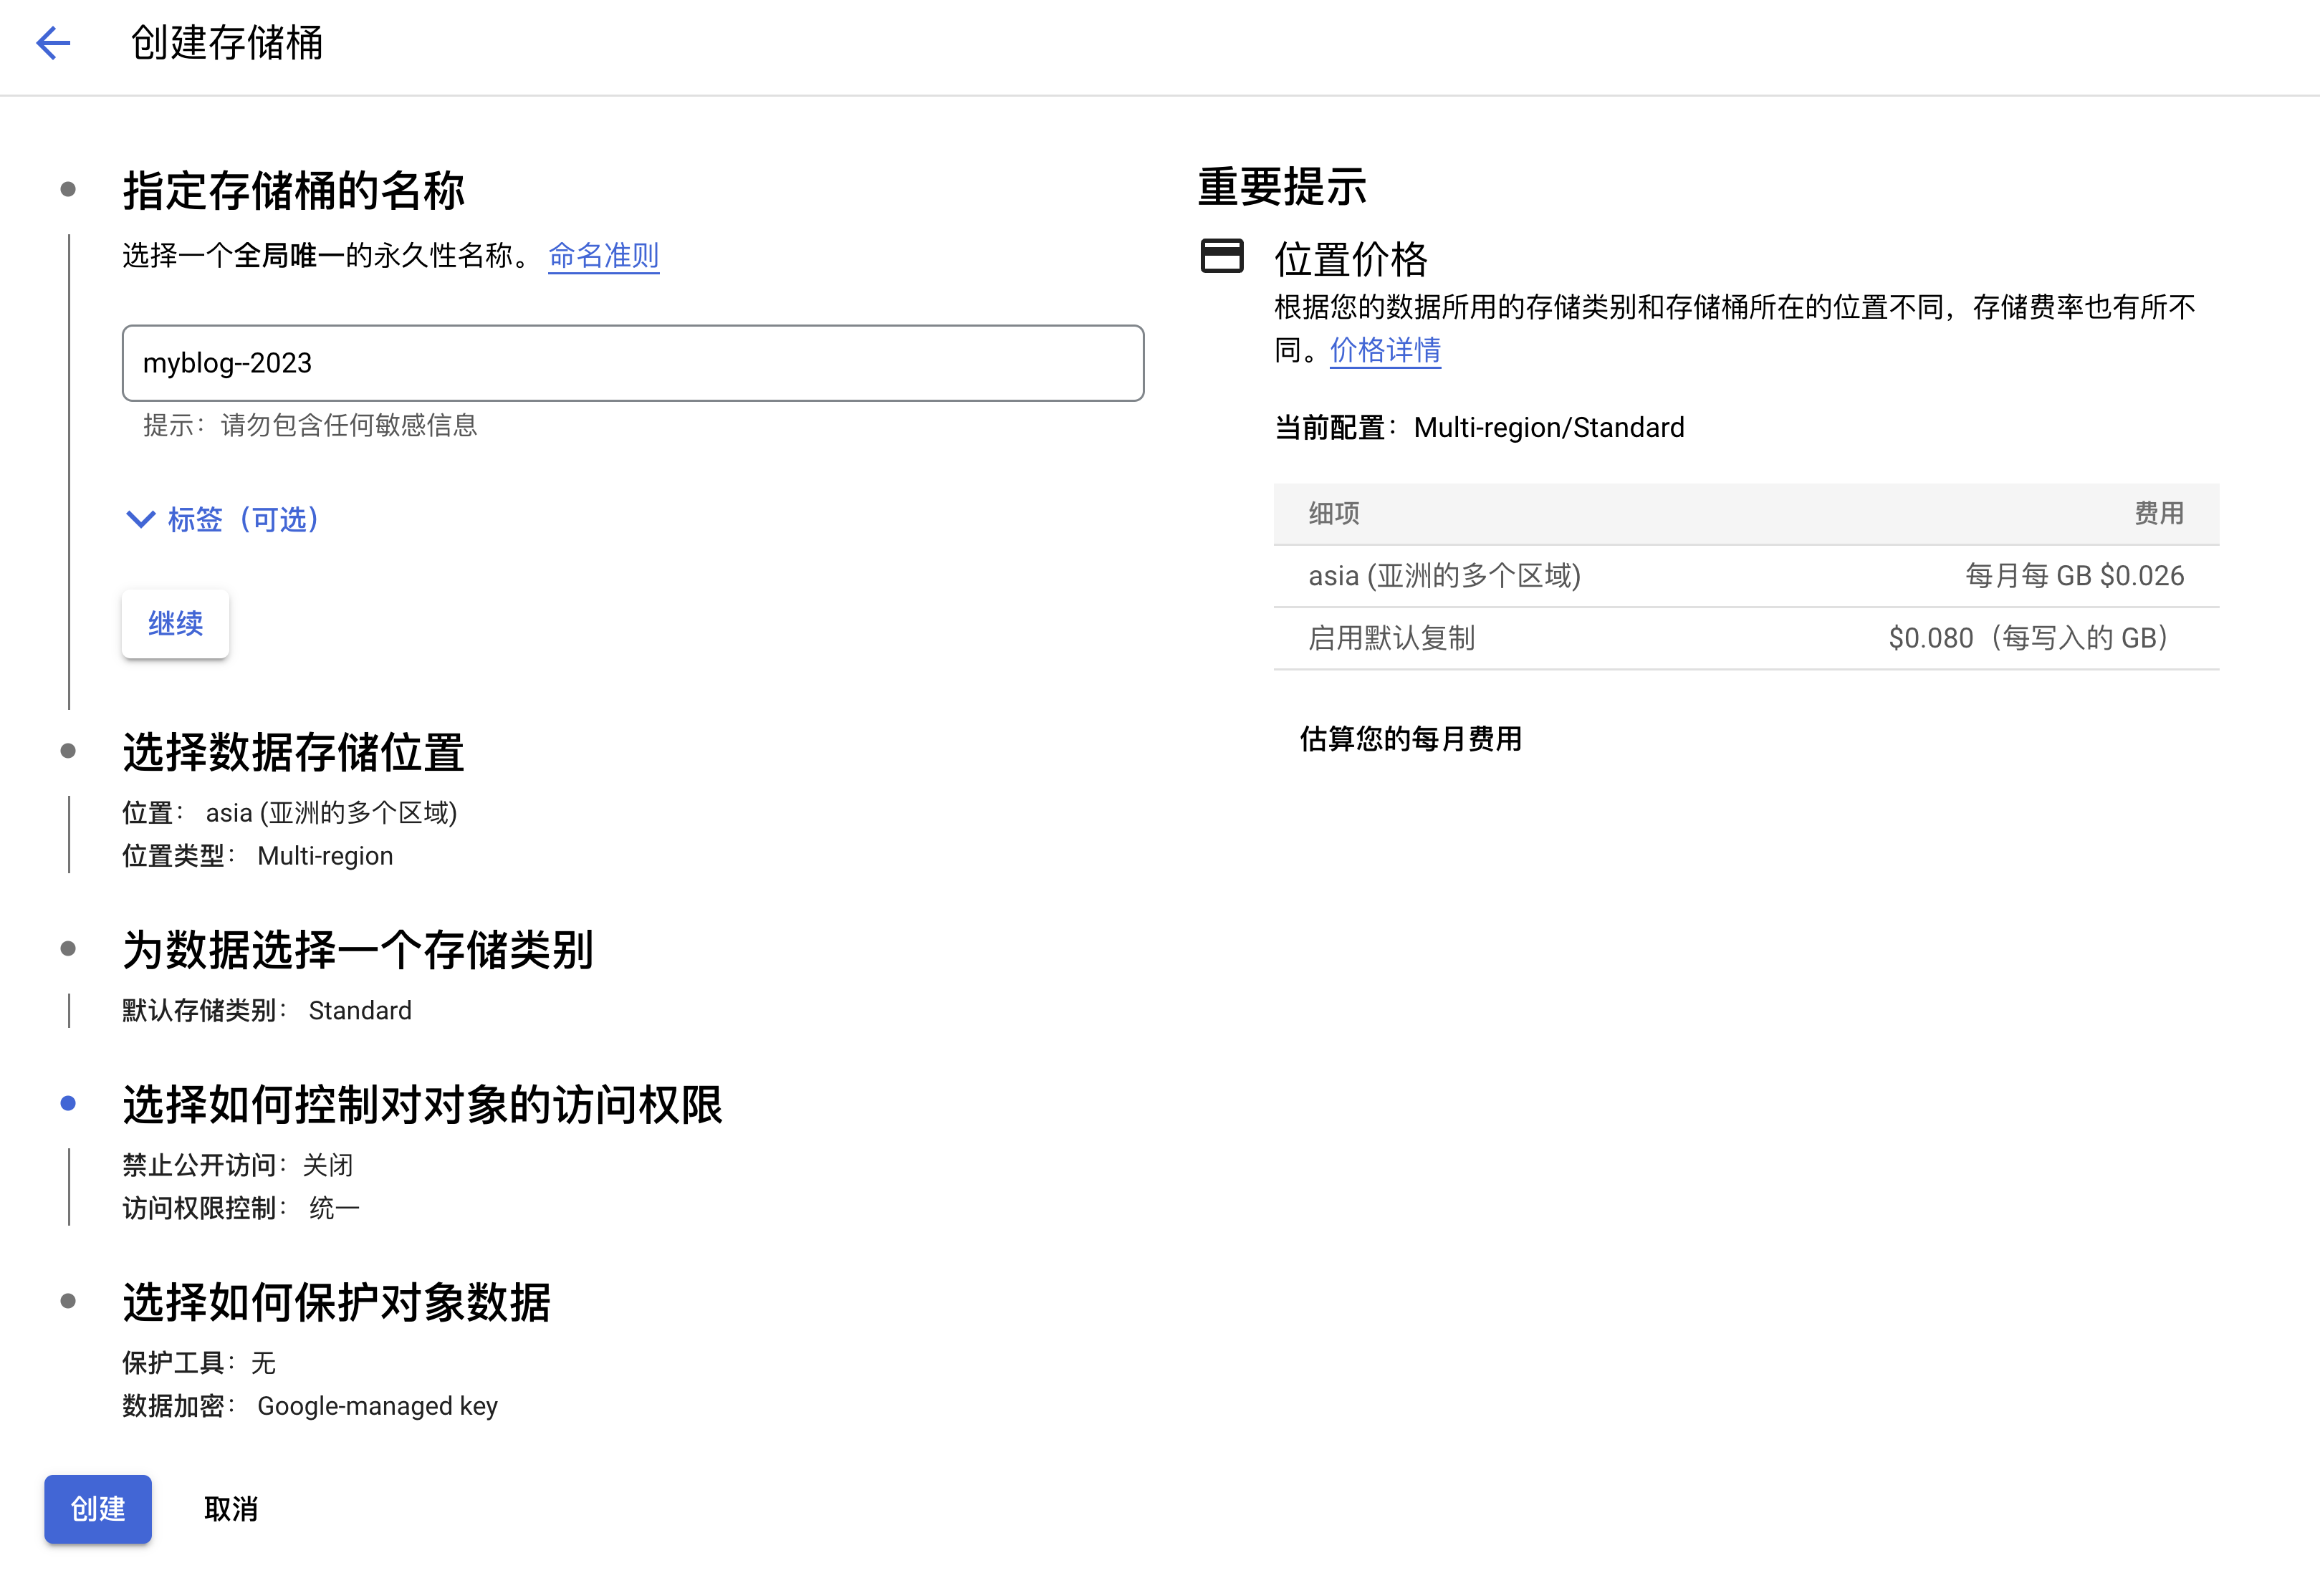 创建存储桶
指定存储桶的名称
选择一个全局唯一的永久性名称。 命名准则
myblog--2023
提示：请勿包含任何敏感信息
标签（可选）
继续
选择数据存储位置
位置： asia (亚洲的多个区域)
位置类型： Multi-region
为数据选择一个存储类别
默认存储类别： Standard
选择如何控制对对象的访问权限
禁止公开访问：关闭
访问权限控制： 统一
选择如何保护对象数据
保护工具：无
数据加密： Google-managed key
创建 取消
重要提示
位置价格
根据您的数据所用的存储类别和存储桶所在的位置不同，存储费率也有所不
同。价格详情
当前配置：Multi-region/Standard
细项 费用
asia (亚洲的多个区域) 每月每 GB $0.026
启用默认复制 $0.080（每写入的 GB）
估算您的每月费用